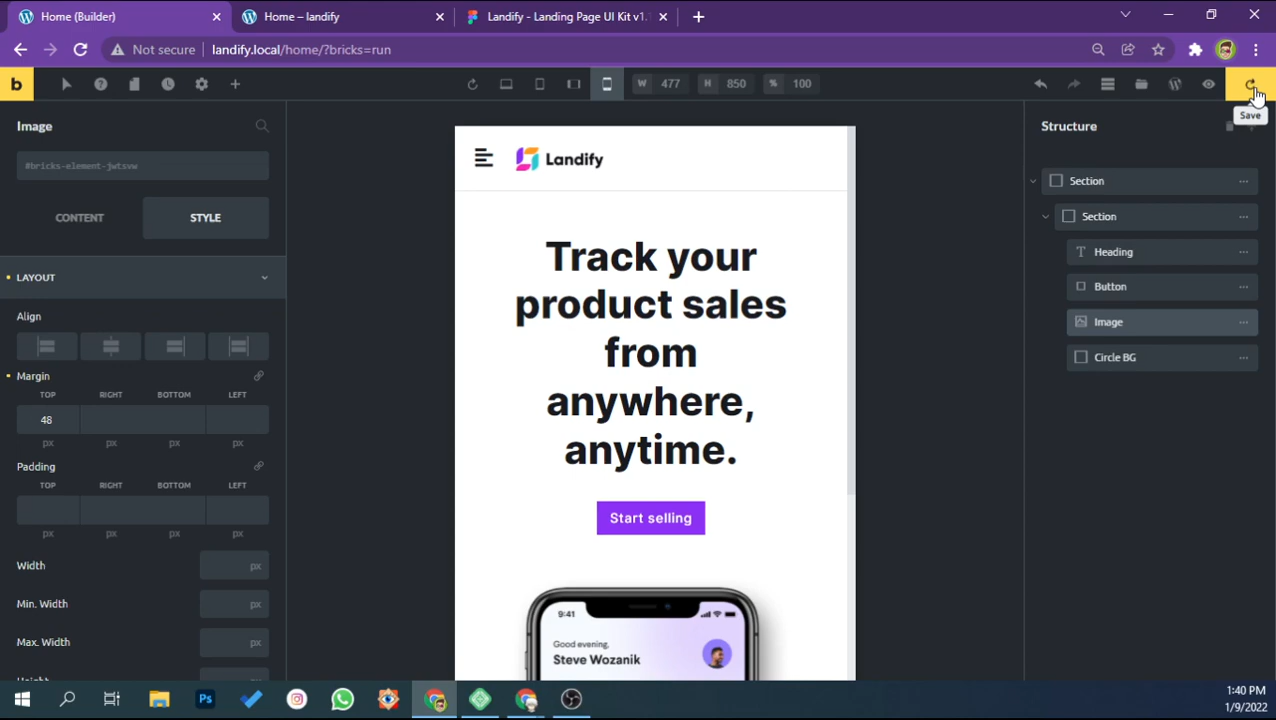 Home (Builder)
Home – landify
Landify - Landing Page UI Kit v1.
Not secure
landify.local/home/?bricks=run
b
W 477
H 850
% 100
Save
Image
#bricks-element-jwtsvw
CONTENT
STYLE
LAYOUT
Align
Margin
TOP RIGHT BOTTOM LEFT
48
px px px px
Padding
TOP RIGHT BOTTOM LEFT
px px px px
Width px
Min. Width px
Max. Width px
Landify
Track your
product sales
from
anywhere,
anytime.
Start selling
9:41
Good evening,
Steve Wozanik
Structure
Section
Section
Heading
Button
Image
Circle BG
Ps
1:40 PM
1/9/2022